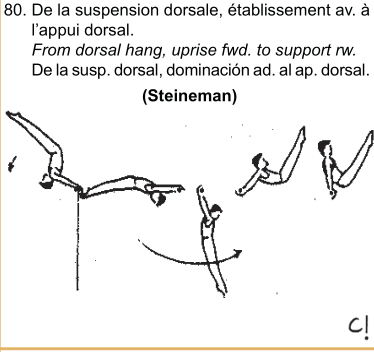 80. De la suspension dorsale, établissement av. à
l'appui dorsal.
From dorsal hang, uprise fwd. to support rw.
De la susp. dorsal, dominación ad. al ap. dorsal.
(Steineman)
C!